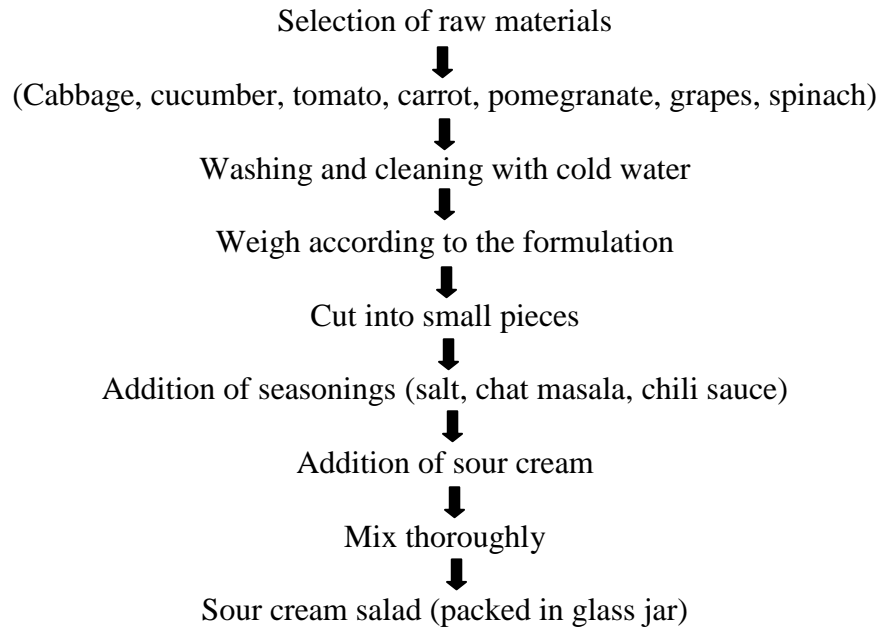 Selection of raw materials
(Cabbage, cucumber, tomato, carrot, pomegranate, grapes, spinach)
Washing and cleaning with cold water
Weigh according to the formulation
Cut into small pieces
Addition of seasonings (salt, chat masala, chili sauce)
Addition of sour cream
Mix thoroughly
Sour cream salad (packed in glass jar)